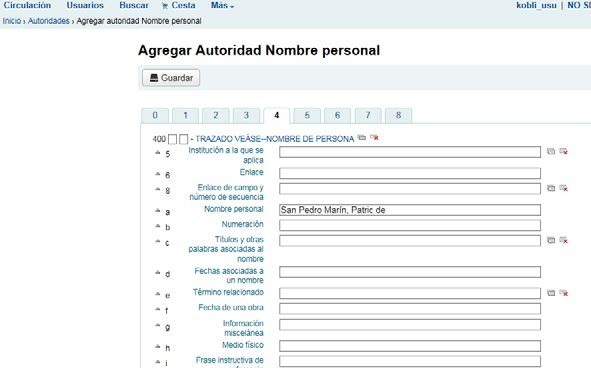 Circulación Usuarios Buscar Cesta Más kobli_usu | NO SE
Inicio › Autoridades › Agregar autoridad Nombre personal
Agregar Autoridad Nombre personal
Guardar
0 1 2 3 4 5 6 7 8
400 - TRAZADO VEÁSE--NOMBRE DE PERSONA
5 Institución a la que se
aplica
6 Enlace
8 Enlace de campo y
número de secuencia
a Nombre personal San Pedro Marín, Patric de
b Numeración
c Títulos y otras
palabras asociadas al
nombre
d Fechas asociadas a
un nombre
e Término relacionado
f Fecha de una obra
g Información
miscelánea
h Medio físico
i Frase instructiva de